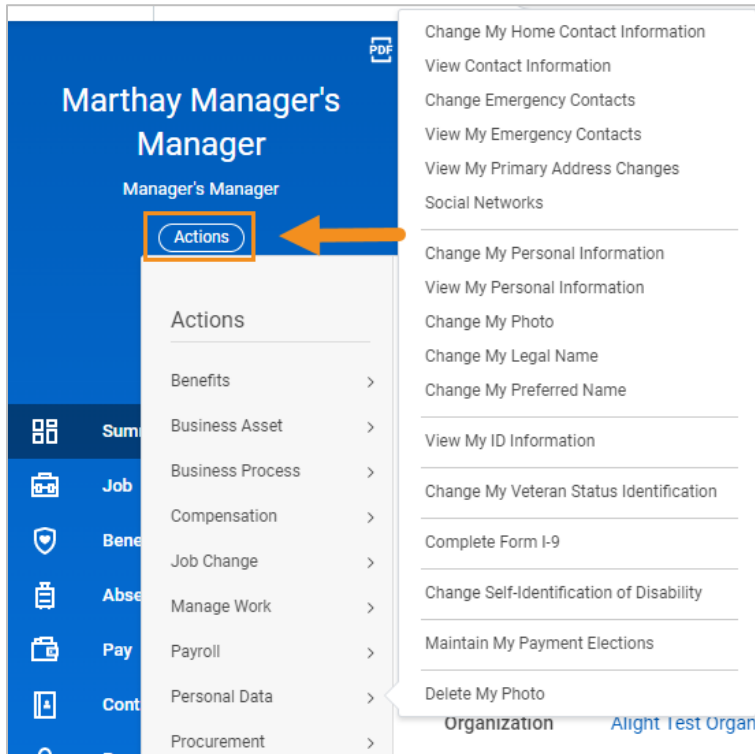 PDF
Marthay Manager's
Manager
Manager's Manager
Actions
Actions
Benefits
Business Asset
Business Process
Compensation
Job Change
Manage Work
Payroll
Personal Data
Procurement
Job
Pay
Change My Home Contact Information
View Contact Information
Change Emergency Contacts
View My Emergency Contacts
View My Primary Address Changes
Social Networks
Change My Personal Information
View My Personal Information
Change My Photo
Change My Legal Name
Change My Preferred Name
View My ID Information
Change My Veteran Status Identification
Complete Form I-9
Change Self-Identification of Disability
Maintain My Payment Elections
Delete My Photo
Organization
Alight Test Organ